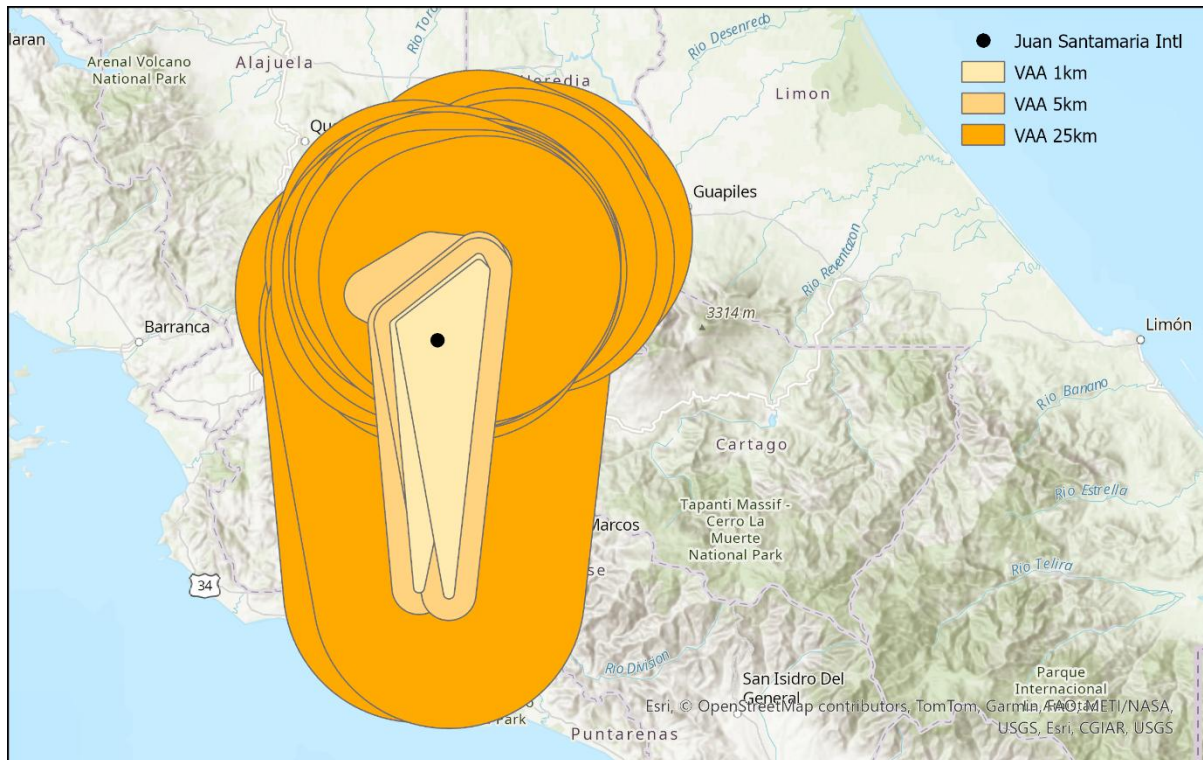 Juan Santamaria Intl
VAA 1km
VAA 5km
VAA 25km
laran
Arenal Volcano
National Park
Alajuela
Rio Toro
Heredia
Rio Desenredo
Limon
Qu
Guapiles
Rio Reventazon
Barranca
3314 m
Limón
Rio Banano
Cartago
Rio Estrella
Tapanti Massif -
Cerro La
Muerte
National Park
Marcos
se
34
Rio Telira
Rio Division
San Isidro Del
General
Parque
Internacional
Park
Puntarenas
Esri, © OpenStreetMap contributors, TomTom, Garmin, FAO, METI/NASA,
USGS, Esri, CGIAR, USGS